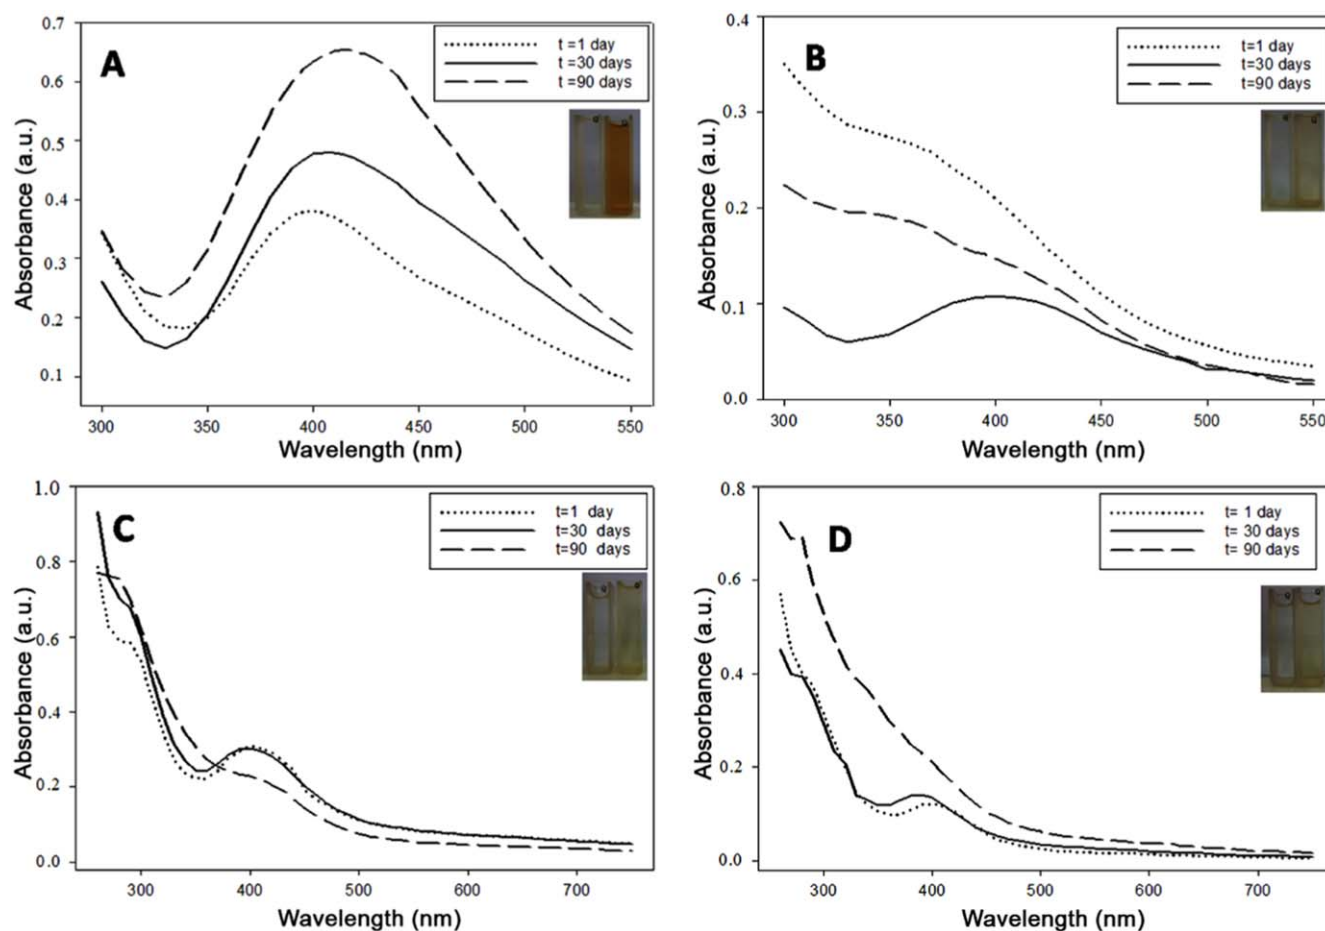 A
t =1 day
t =30 days
t =90 days
0.7
0.6
0.5
0.4
0.3
0.2
0.1
Absorbance (a.u.)
300 350 400 450 500 550
Wavelength (nm)
B
t=1 day
t=30 days
t=90 days
0.4
0.3
0.2
0.1
0.0
Absorbance (a.u.)
300 350 400 450 500 550
Wavelength (nm)
C
t=1 day
t=30 days
t=90 days
1.0
0.8
0.6
0.4
0.2
0.0
Absorbance (a.u.)
300 400 500 600 700
Wavelength (nm)
D
t= 1 day
t= 30 days
t= 90 days
0.8
0.6
0.4
0.2
0.0
Absorbance (a.u.)
300 400 500 600 700
Wavelength (nm)